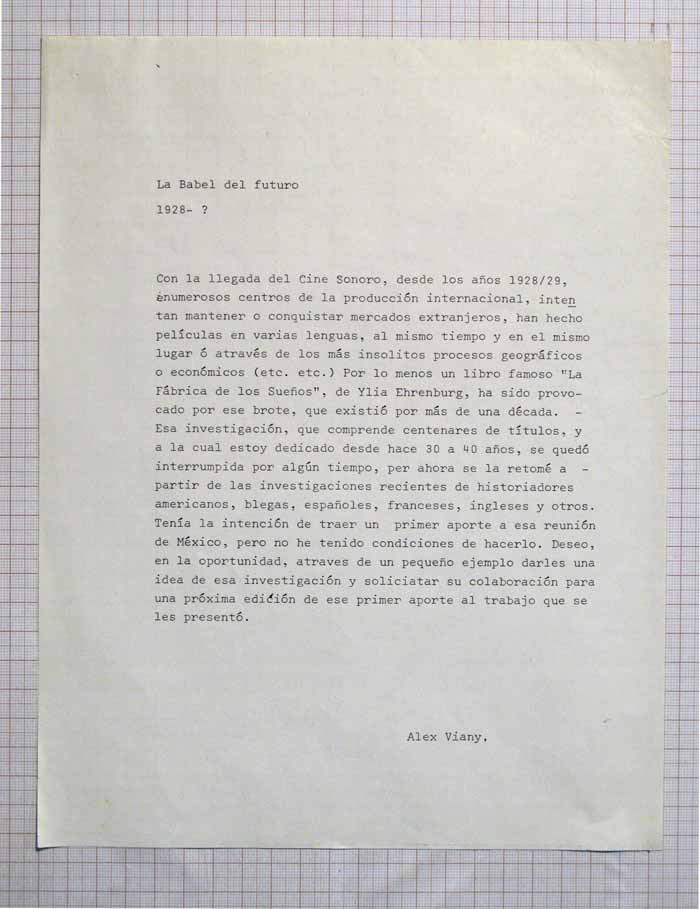 La Babel del futuro
1928- ?
Con la llegada del Cine Sonoro, desde los años 1928/29,
énumerosos centros de la producción internacional, inten
tan mantener o conquistar mercados extranjeros, han hecho
películas en varias lenguas, al mismo tiempo y en el mismo
lugar ó através de los más insolitos procesos geográficos
o económicos (etc. etc.) Por lo menos un libro famoso "La
Fábrica de los Sueños", de Ylia Ehrenburg, ha sido provo-
cado por ese brote, que existió por más de una década. -
Esa investigación, que comprende centenares de títulos, y
a la cual estoy dedicado desde hace 30 a 40 años, se quedó
interrumpida por algún tiempo, per ahora se la retomé a -
partir de las investigaciones recientes de historiadores
americanos, blegas, españoles, franceses, ingleses y otros.
Tenía la intención de traer un primer aporte a esa reunión
de México, pero no he tenido condiciones de hacerlo. Deseo,
en la oportunidad, atraves de un pequeño ejemplo darles una
idea de esa investigación y soliciatar su colaboración para
una próxima edición de ese primer aporte al trabajo que se
les presentó.
Alex Viany.